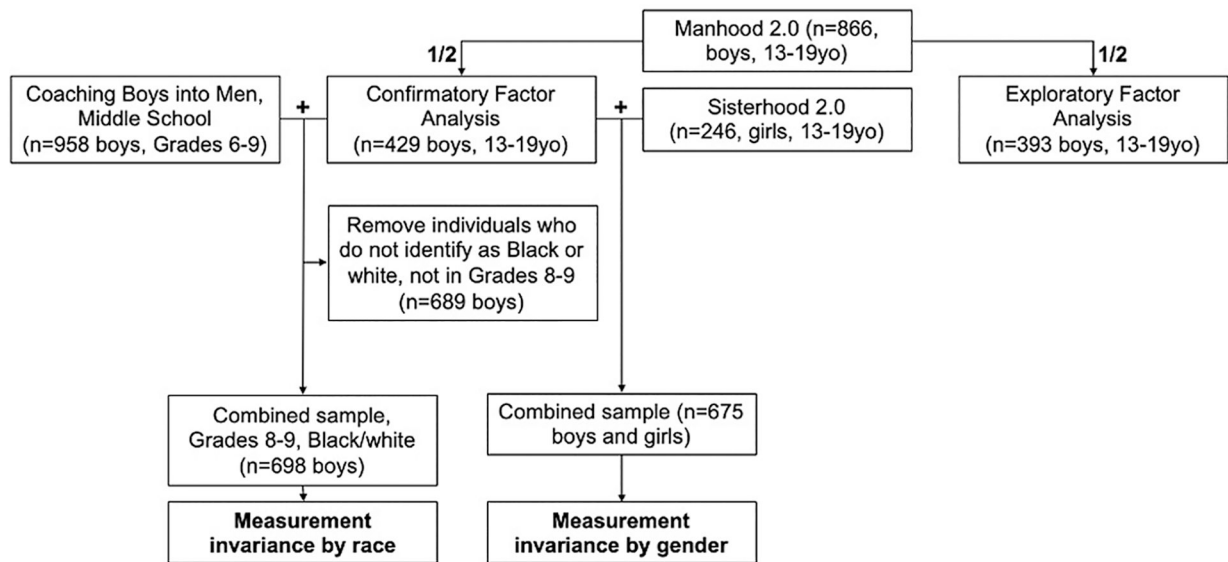 Manhood 2.0 (n=866,
boys, 13-19yo)
1/2
1/2
Coaching Boys into Men,
Middle School
(n=958 boys, Grades 6-9)
+
Confirmatory Factor
Analysis
(n=429 boys, 13-19yo)
+
Sisterhood 2.0
(n=246, girls, 13-19yo)
Exploratory Factor
Analysis
(n=393 boys, 13-19yo)
Remove individuals who
do not identify as Black or
white, not in Grades 8-9
(n=689 boys)
Combined sample,
Grades 8-9, Black/white
(n=698 boys)
Combined sample (n=675
boys and girls)
Measurement
invariance by race
Measurement
invariance by gender